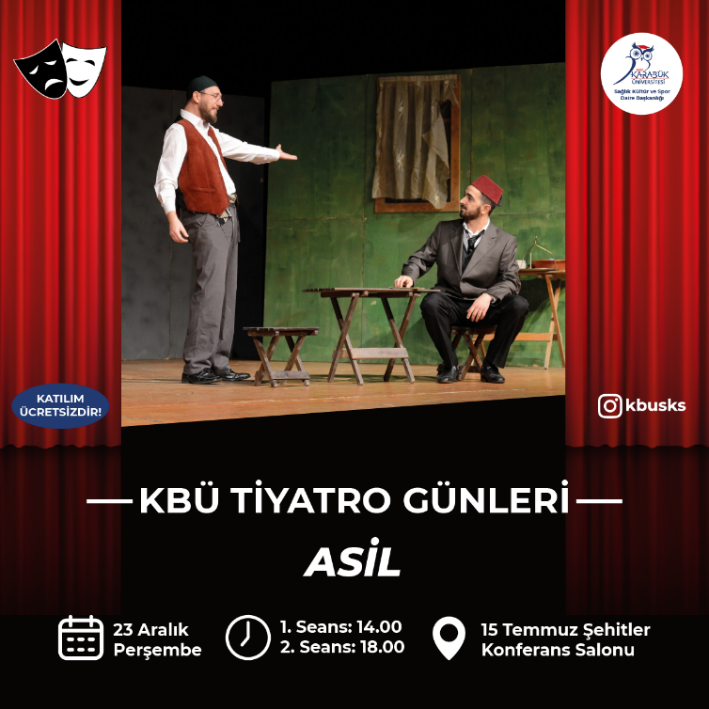 KARABÜK
ÜNİVERSİTESİ
Sağlık Kültür ve Spor
Daire Başkanlığı
KATILIM
ÜCRETSİZDİR!
kbusks
KBÜ TİYATRO GÜNLERİ
ASİL
23 Aralık
Perşembe
1. Seans: 14.00
2. Seans: 18.00
15 Temmuz Şehitler
Konferans Salonu